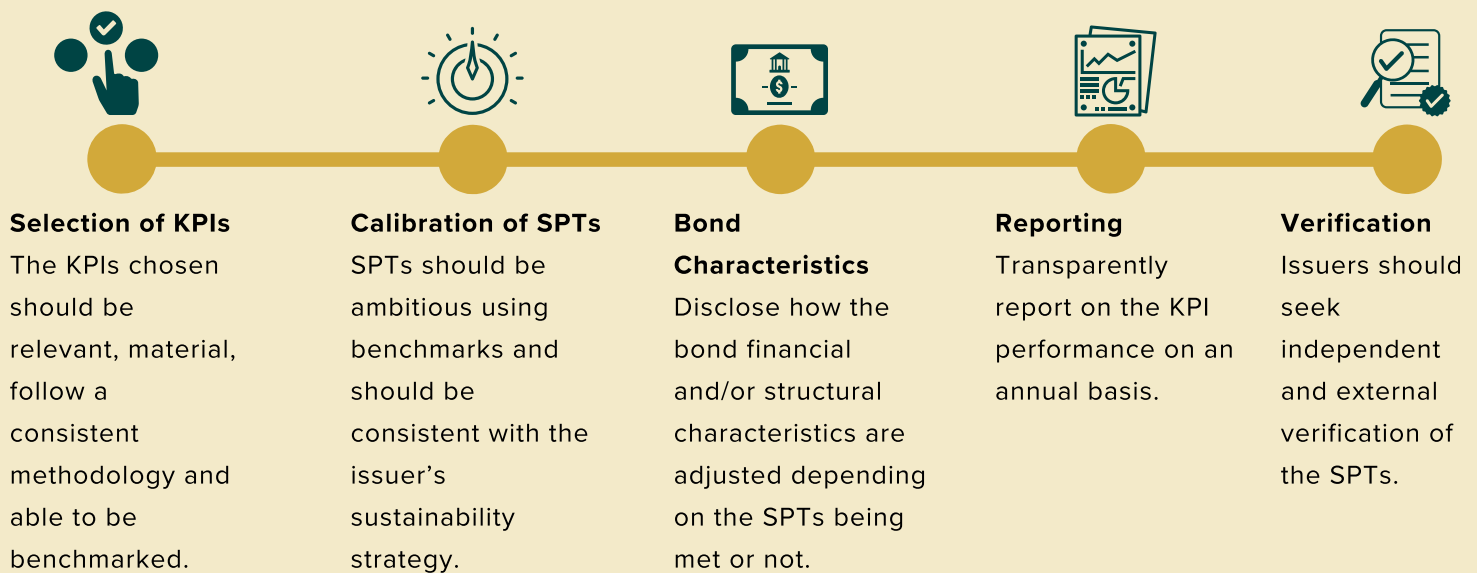 Selection of KPIs
The KPIs chosen
should be
relevant, material,
follow a
consistent
methodology and
able to be
benchmarked.
Calibration of SPTs
SPTs should be
ambitious using
benchmarks and
should be
consistent with the
issuer’s
sustainability
strategy.
Bond
Characteristics
Disclose how the
bond financial
and/or structural
characteristics are
adjusted depending
on the SPTs being
met or not.
Reporting
Transparently
report on the KPI
performance on an
annual basis.
Verification
Issuers should
seek
independent
and external
verification of
the SPTs.